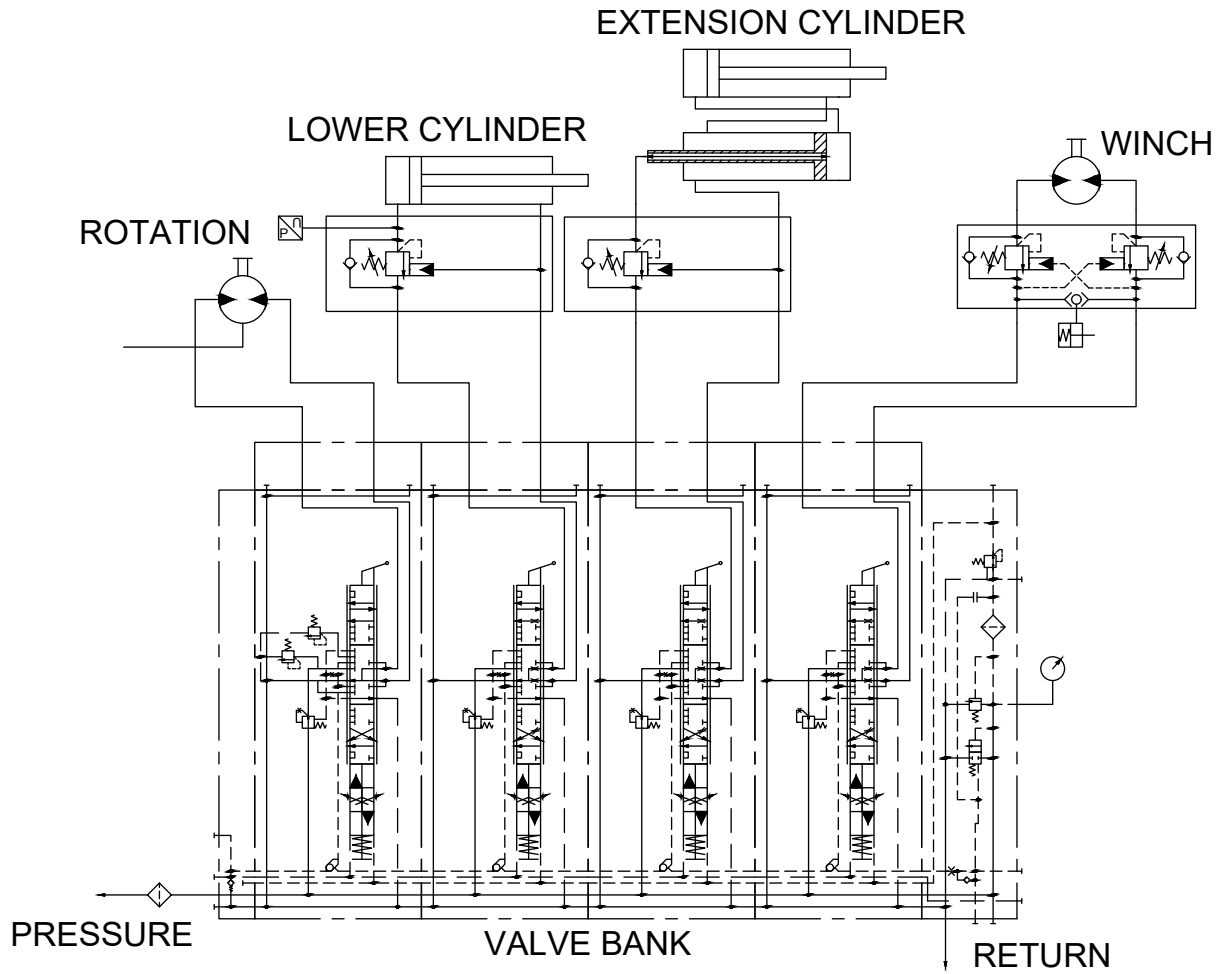 EXTENSION CYLINDER
LOWER CYLINDER
WINCH
ROTATION
P
n
PRESSURE
VALVE BANK
RETURN